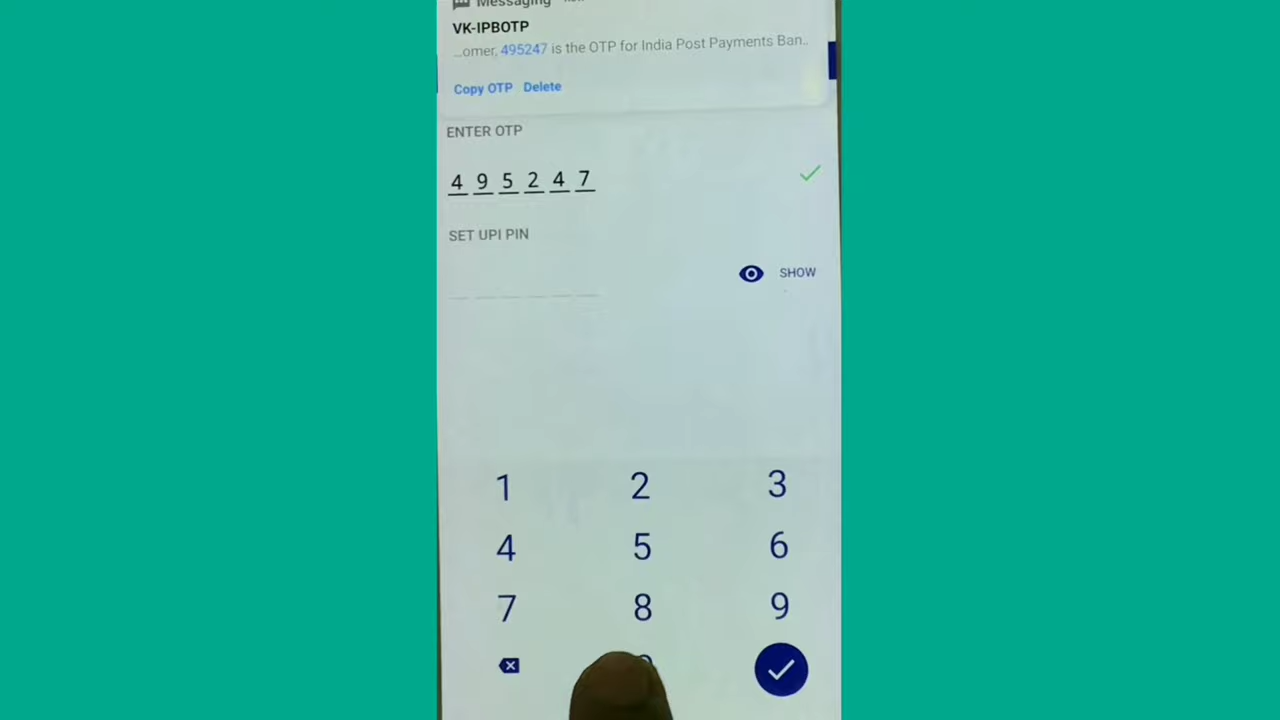 Messaging
VK-IPBOTP
...omer, 495247 is the OTP for India Post Payments Ban..
Copy OTP Delete
ENTER OTP
4 9 5 2 4 7
SET UPI PIN
SHOW
1 2 3
4 5 6
7 8 9